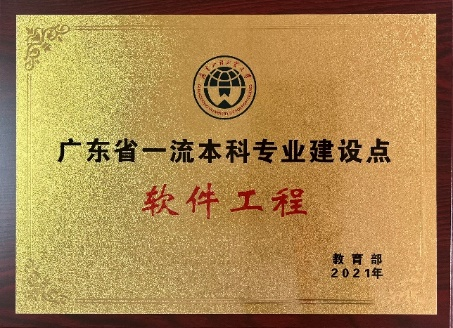 广东省一流本科专业建设点
软件工程
教育部
2021年